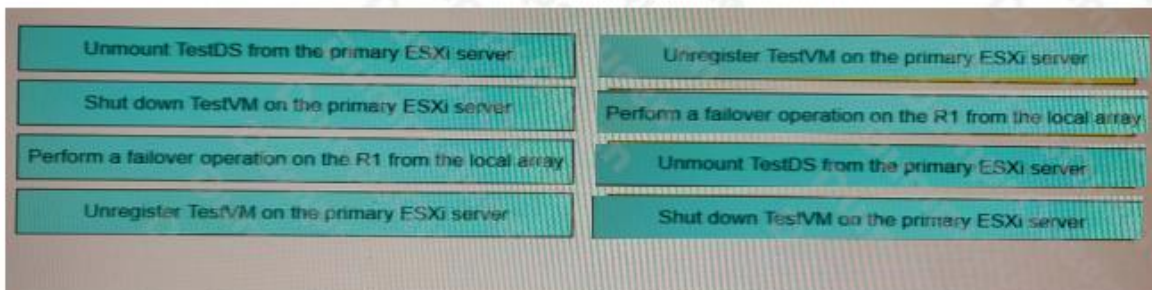 Unmount TestDS from the primary ESXi server
Shut down TestVM on the primary ESXi server
Perform a failover operation on the R1 from the local array
Unregister TestVM on the primary ESXi server
Unregister TestVM on the primary ESXi server
Perform a failover operation on the R1 from the local array
Unmount TestDS from the primary ESXi server
Shut down TestVM on the primary ESXi server